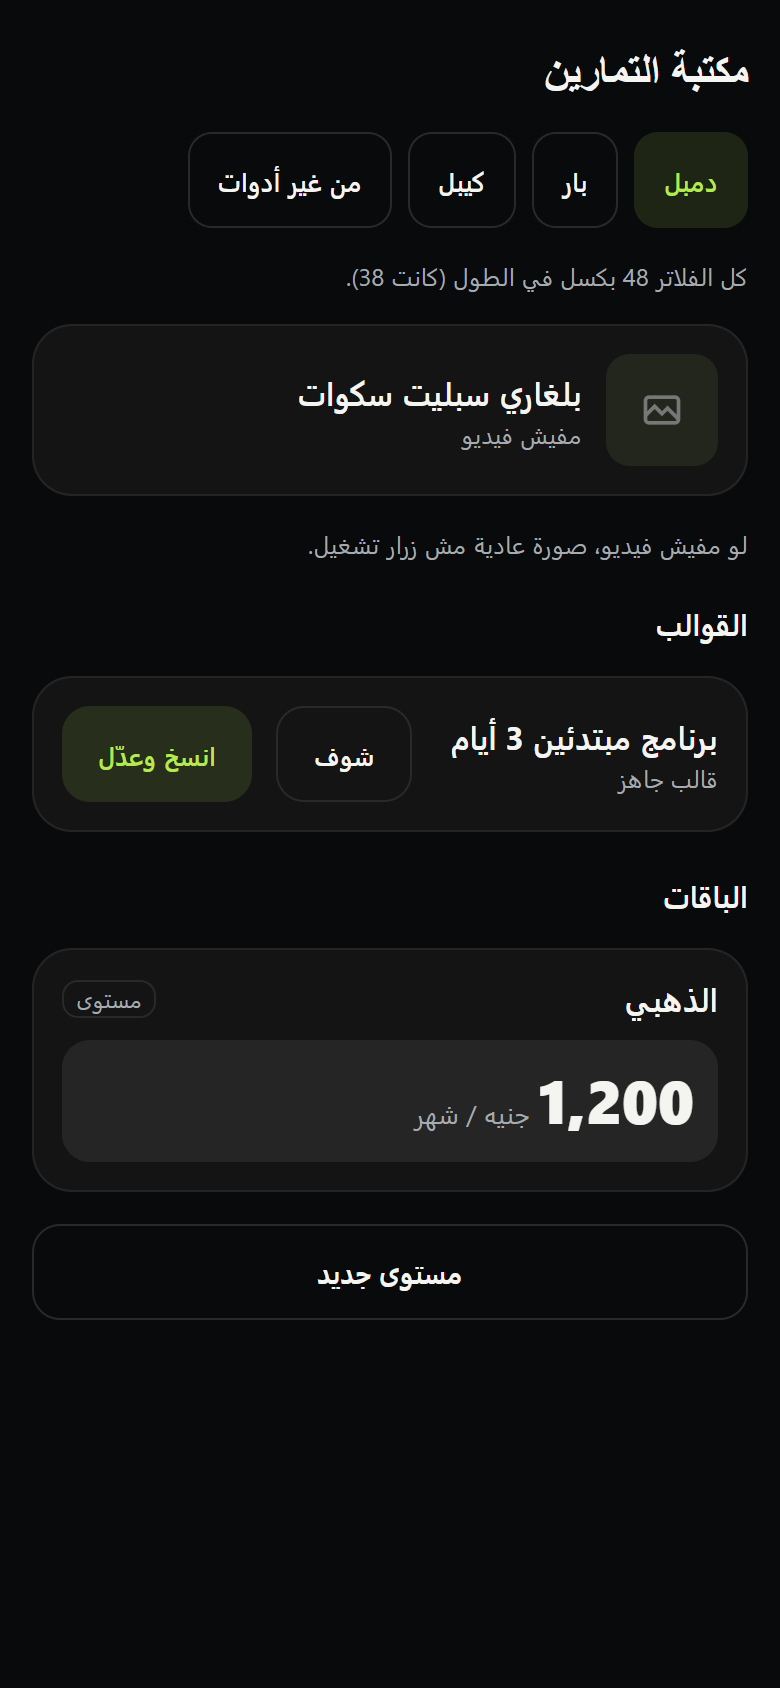 مكتبة التمارين
دمبل
بار
كيبل
من غير أدوات
كل الفلاتر 48 بكسل في الطول (كانت 38).
بلغاري سبليت سكوات
مفيش فيديو
لو مفيش فيديو، صورة عادية مش زرار تشغيل.
القوالب
برنامج مبتدئين 3 أيام
قالب جاهز
شوف
انسخ وعدّل
الباقات
الذهبي
مستوى
1,200 جنيه / شهر
مستوى جديد